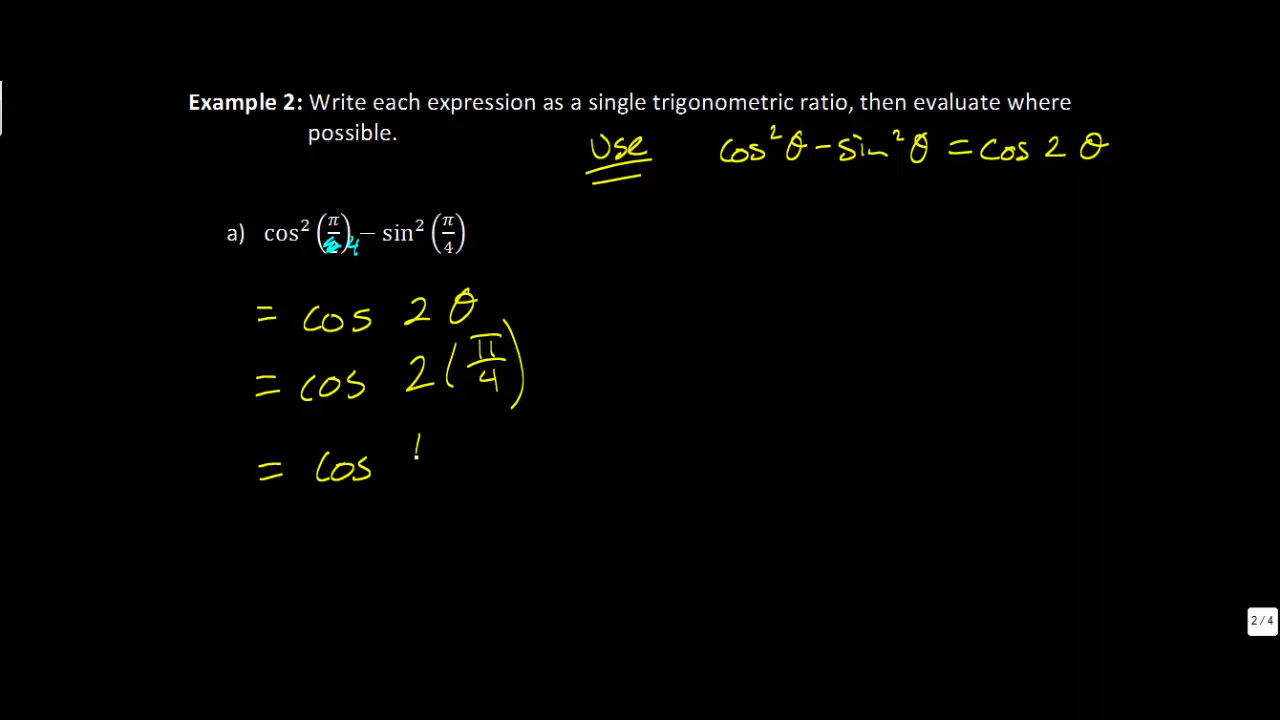 Example 2: Write each expression as a single trigonometric ratio, then evaluate where
possible.
Use cos²θ - sin²θ = cos 2θ
a) cos² (π/4) − sin² (π/4)
= cos 2θ
= cos 2(π/4)
= cos
2 / 4